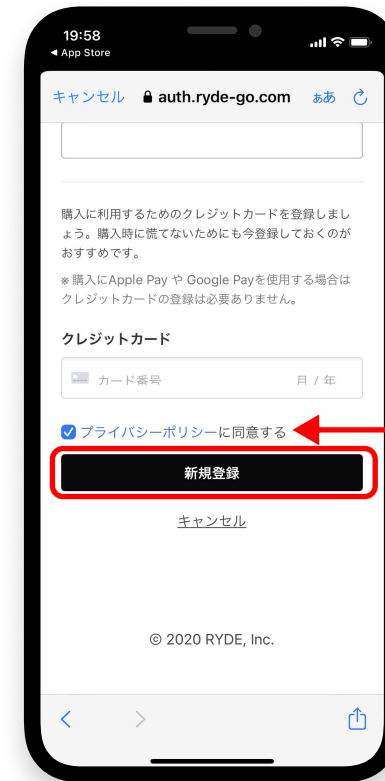 19:58
◀ App Store
キャンセル auth.ryde-go.com ぁあ
購入に利用するためのクレジットカードを登録しまし
ょう。購入時に慌てないためにも今登録しておくのが
おすすめです。
※購入にApple Pay や Google Payを使用する場合は
クレジットカードの登録は必要ありません。
クレジットカード
カード番号 月 / 年
プライバシーポリシーに同意する
新規登録
キャンセル
© 2020 RYDE, Inc.